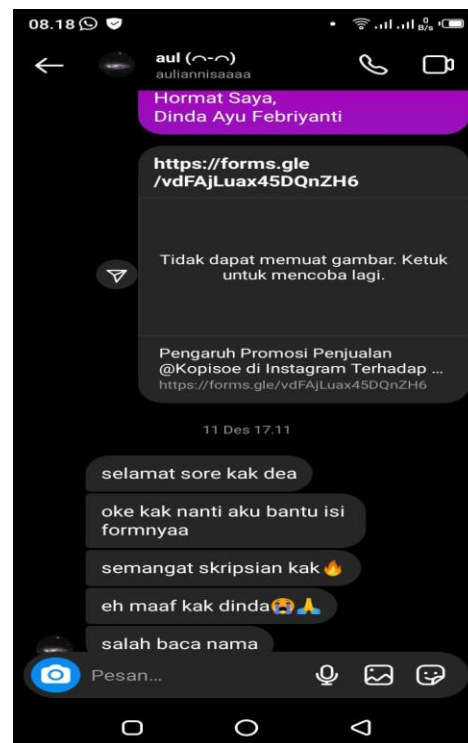 08.18
0 B/s
aul (◠-◠)
auliannisaaaa
Hormat Saya,
Dinda Ayu Febriyanti
https://forms.gle
/vdFAjLuax45DQnZH6
Tidak dapat memuat gambar. Ketuk
untuk mencoba lagi.
Pengaruh Promosi Penjualan
@Kopisoe di Instagram Terhadap ...
https://forms.gle/vdFAjLuax45DQnZH6
11 Des 17.11
selamat sore kak dea
oke kak nanti aku bantu isi
formnyaa
semangat skripsian kak🔥
eh maaf kak dinda😭🙏
salah baca nama
Pesan...